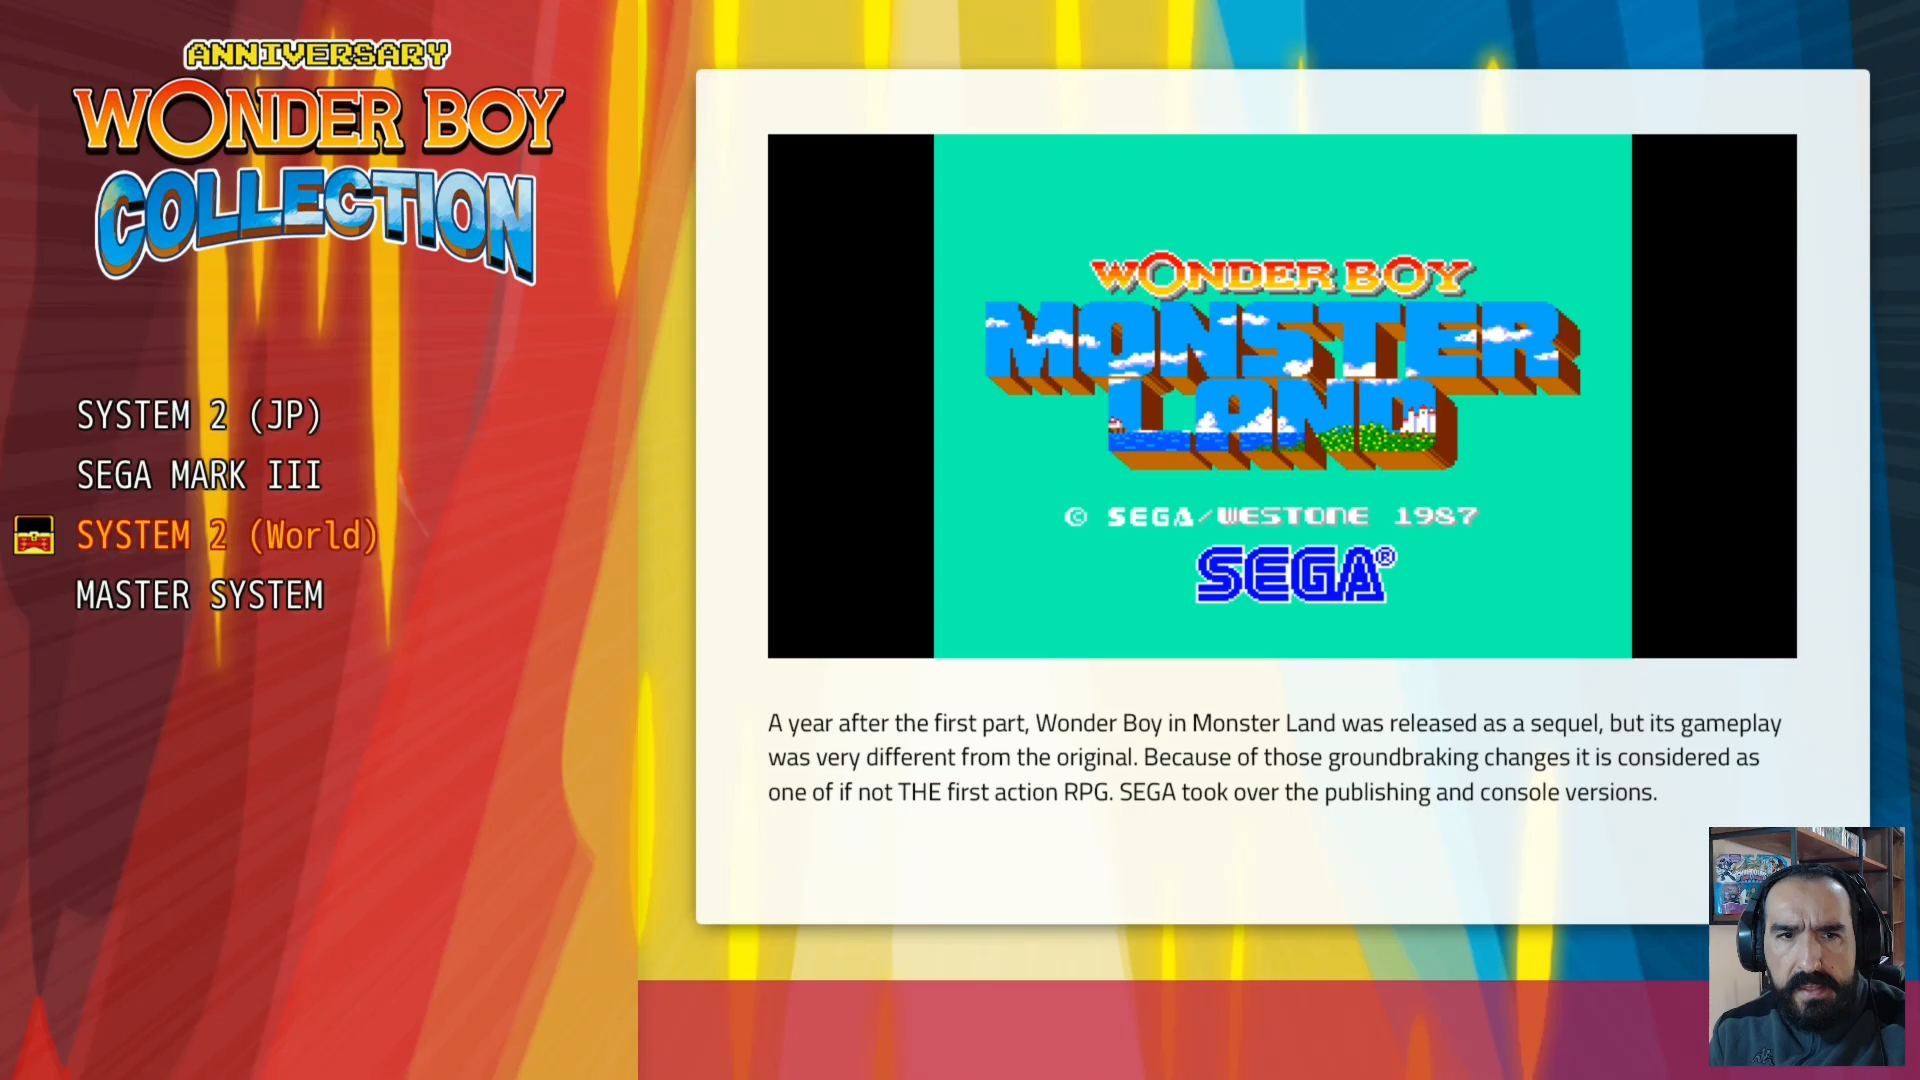 ANNIVERSARY
WONDER BOY
COLLECTION
SYSTEM 2 (JP)
SEGA MARK III
SYSTEM 2 (World)
MASTER SYSTEM
WONDER BOY
MONSTER
LAND
© SEGA/WESTONE 1987
SEGA®
A year after the first part, Wonder Boy in Monster Land was released as a sequel, but its gameplay
was very different from the original. Because of those groundbraking changes it is considered as
one of if not THE first action RPG. SEGA took over the publishing and console versions.